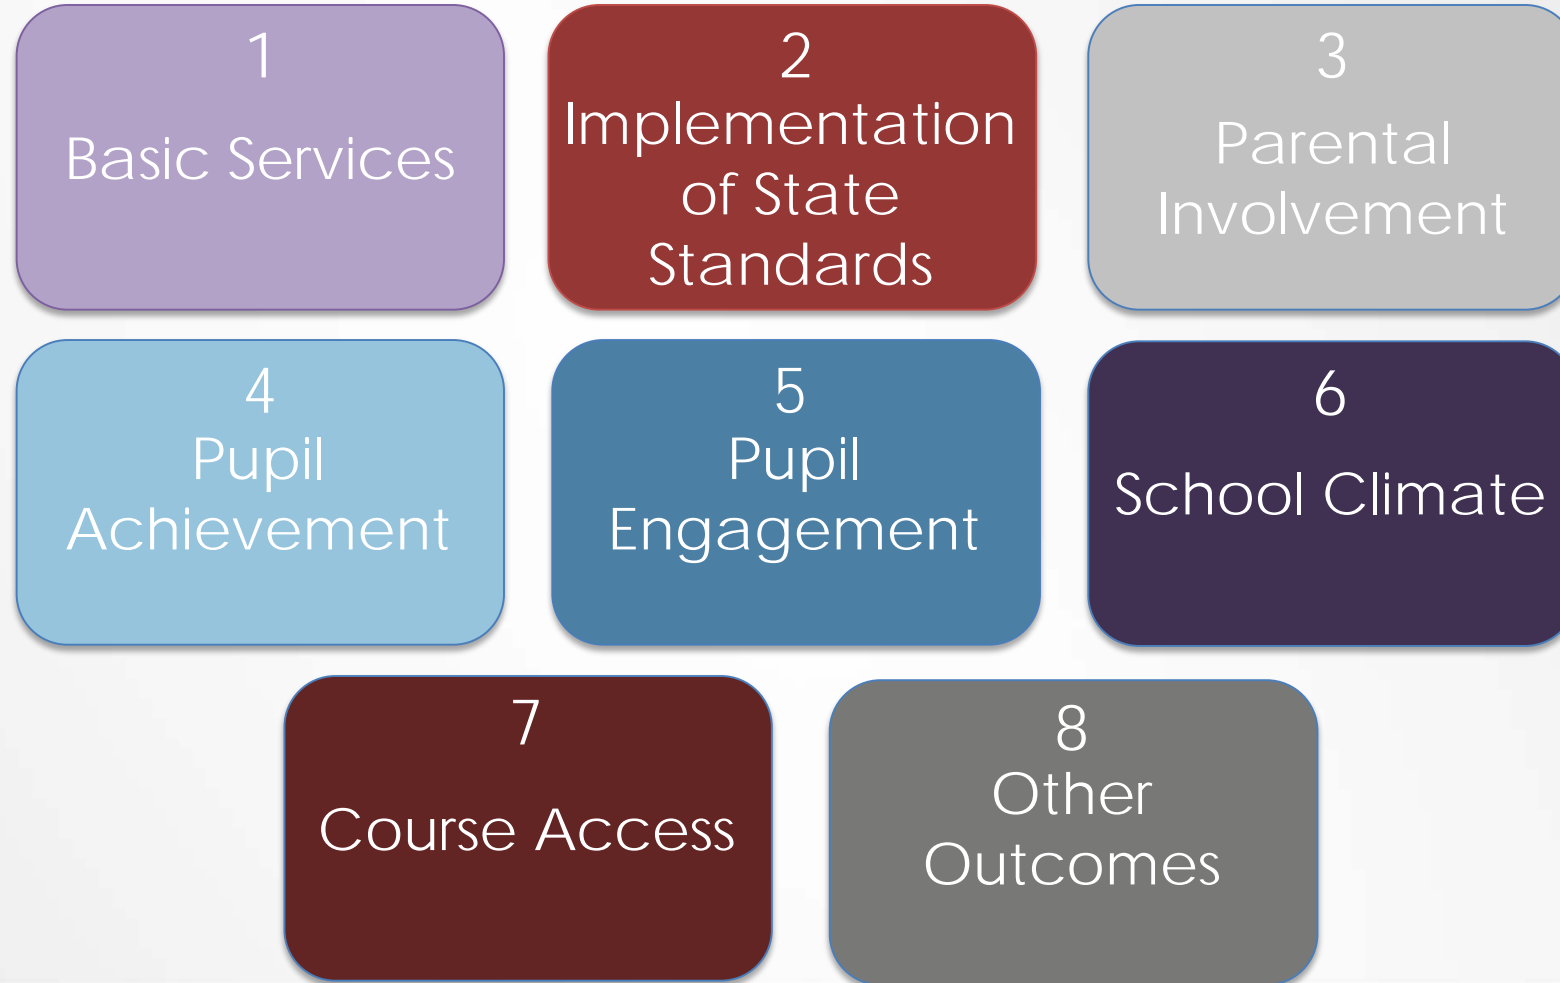 1
Basic Services
2
Implementation
of State
Standards
3
Parental
Involvement
4
Pupil
Achievement
5
Pupil
Engagement
6
School Climate
7
Course Access
8
Other
Outcomes